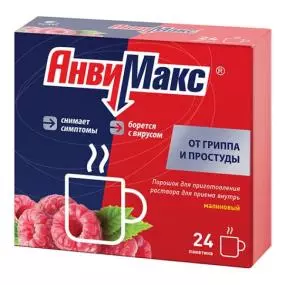 АнвиМакс®
снимает
симптомы
борется
с вирусом
ОТ ГРИППА
И ПРОСТУДЫ
Порошок для приготовления
раствора для приема внутрь
малиновый
24
пакетика